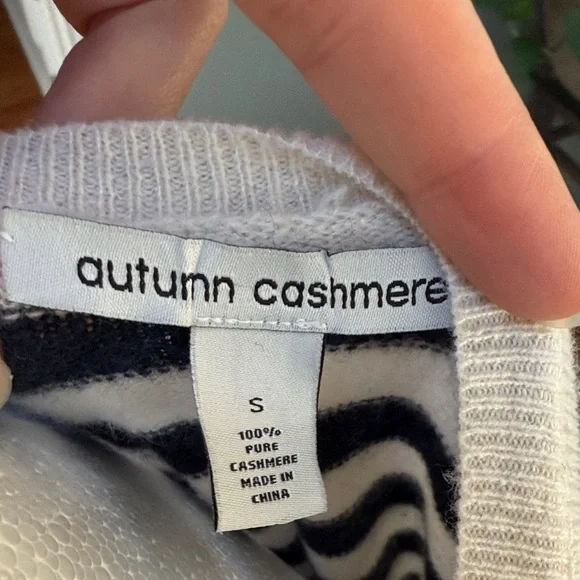 autumn cashmere
S
100%
PURE
CASHMERE
MADE IN
CHINA